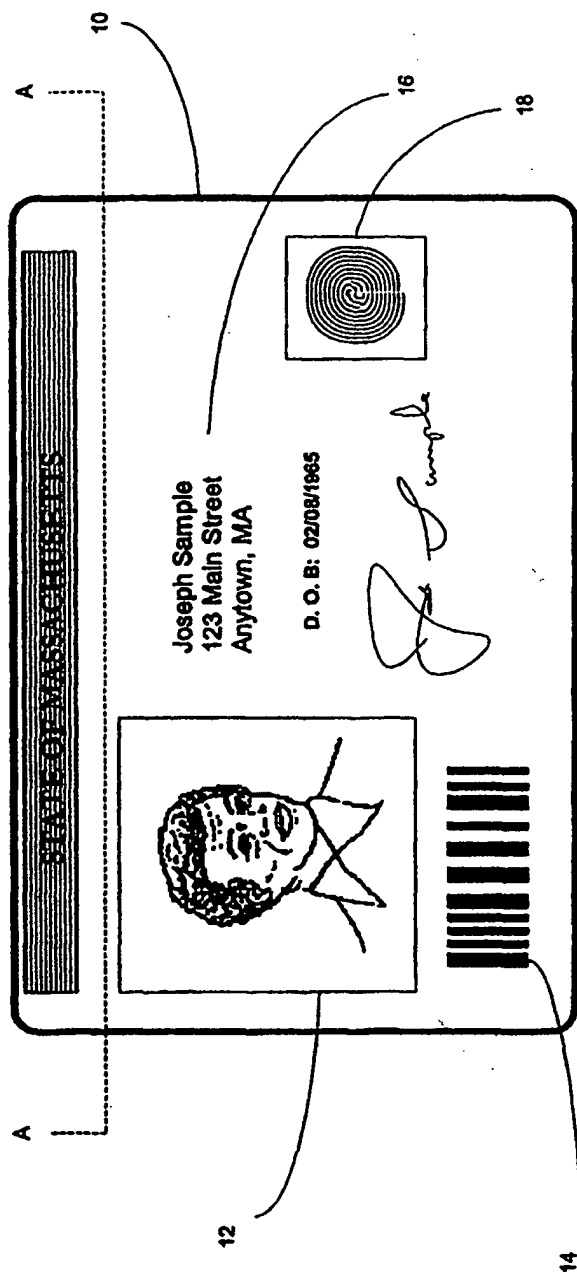 A
A
10
STATE OF MASSACHUSETTS
Joseph Sample
123 Main Street
Anytown, MA
16
D. O. B: 02/08/1965
18
12
14